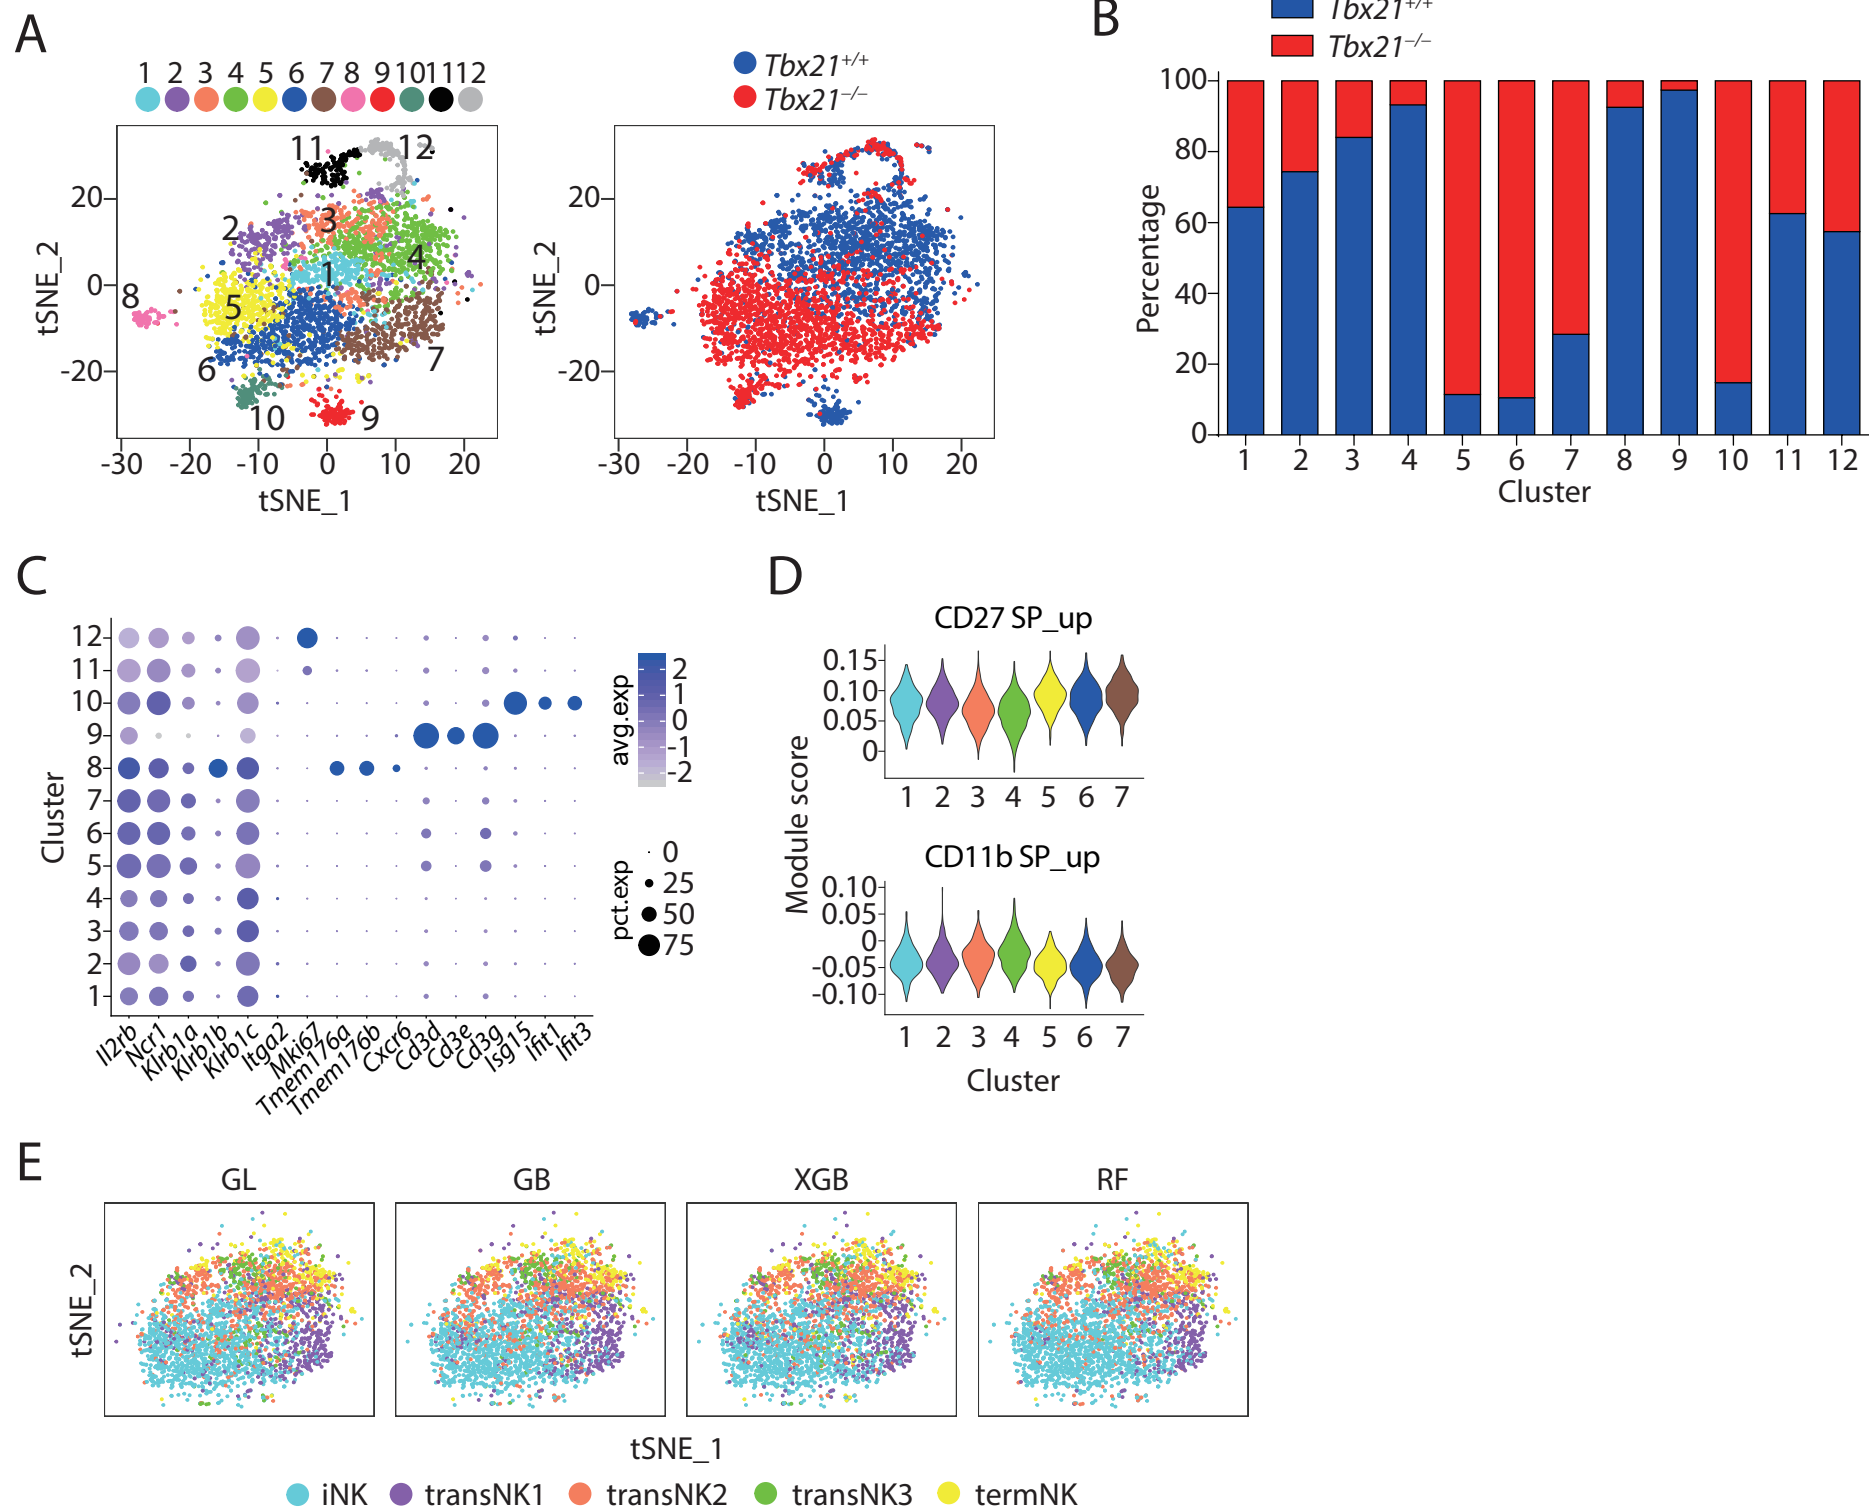 A
1 2 3 4 5 6 7 8 9 10 11 12
Tbx21+/+
Tbx21−/−
11
12
2
3
4
1
8
5
6
7
10
9
20
0
-20
tSNE_2
-30 -20 -10 0 10 20
tSNE_1
20
0
-20
tSNE_2
-30 -20 -10 0 10 20
tSNE_1
B
Tbx21+/+
Tbx21−/−
100
80
60
40
20
0
Percentage
1 2 3 4 5 6 7 8 9 10 11 12
Cluster
C
12
11
10
9
8
7
6
5
4
3
2
1
Cluster
Il2rb Ncr1 Klrb1a Klrb1b Klrb1c Itga2 Mki67 Tmem176a Tmem176b Cxcr6 Cd3d Cd3e Cd3g Isg15 Ifit1 Ifit3
avg.exp
2
1
0
-1
-2
pct.exp
0
25
50
75
D
CD27 SP_up
0.15
0.10
0.05
0
1 2 3 4 5 6 7
Module score
CD11b SP_up
0.10
0.05
0
-0.05
-0.10
1 2 3 4 5 6 7
Cluster
E
GL GB XGB RF
tSNE_2
tSNE_1
iNK transNK1 transNK2 transNK3 termNK